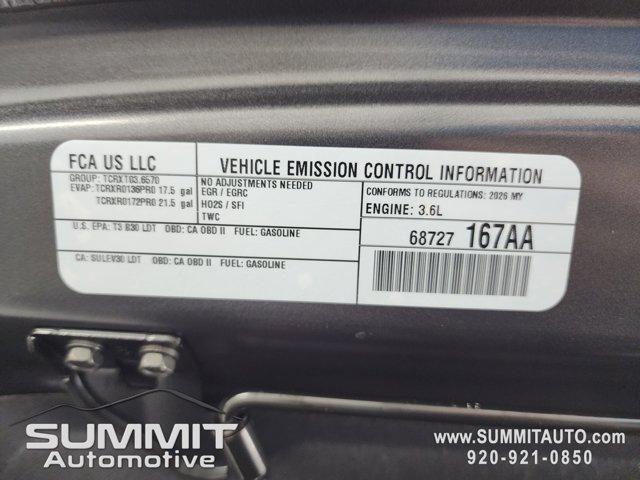 FCA US LLC
VEHICLE EMISSION CONTROL INFORMATION
GROUP: TCRXT03.6570
EVAP: TCRXR0136PR0 17.5 gal
TCRXR0172PR0 21.5 gal
NO ADJUSTMENTS NEEDED
EGR / EGRC
HO2S / SFI
TWC
CONFORMS TO REGULATIONS: 2026 MY
ENGINE: 3.6L
U.S. EPA: T3 B30 LDT OBD: CA OBD II FUEL: GASOLINE
68727 167AA
CA: SULEV30 LDT OBD: CA OBD II FUEL: GASOLINE
SUMMIT
Automotive
WWW.SUMMITAUTO.COM
920-921-0850